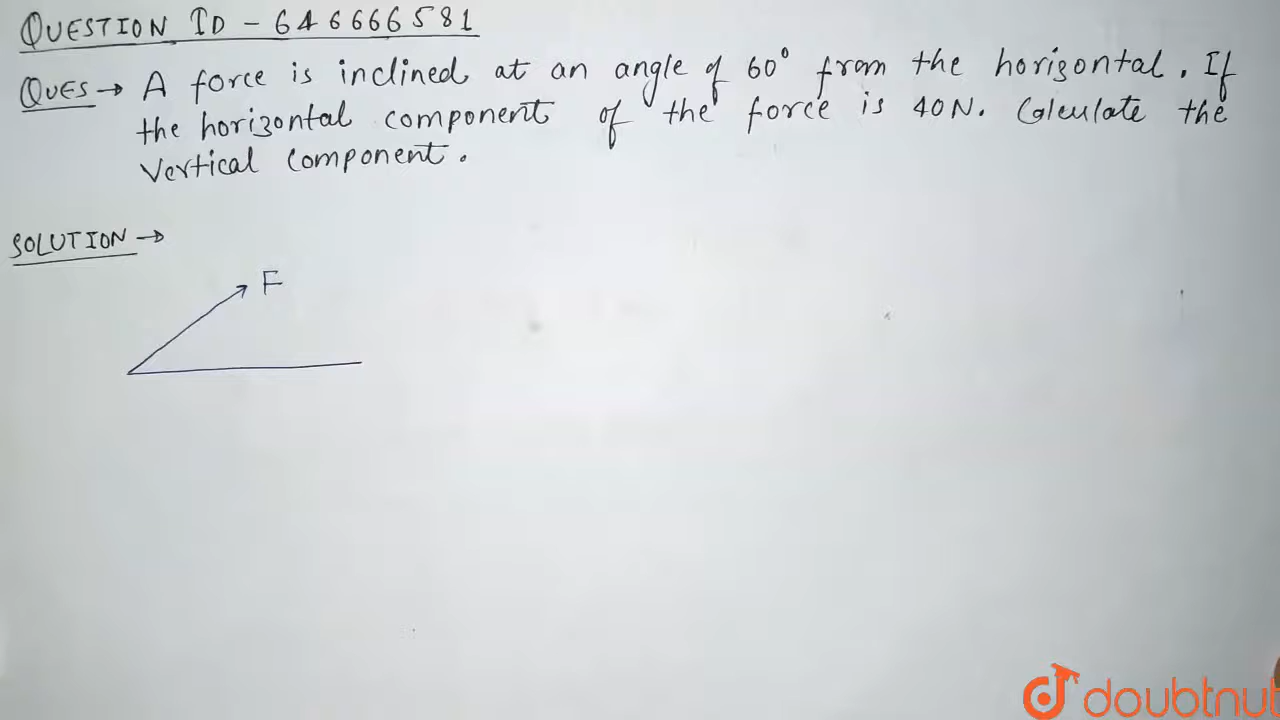 QUESTION ID - 646666581
QUES → A force is inclined at an angle of 60° from the horizontal. If
the horizontal component of the force is 40N. Calculate the
vertical component.
SOLUTION →
F
doubtnut